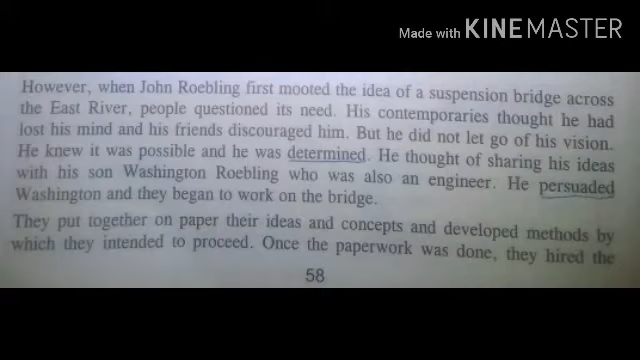 Made with KINEMASTER
However, when John Roebling first mooted the idea of a suspension bridge across
the East River, people questioned its need. His contemporaries thought he had
lost his mind and his friends discouraged him. But he did not let go of his vision.
He knew it was possible and he was determined. He thought of sharing his ideas
with his son Washington Roebling who was also an engineer. He persuaded
Washington and they began to work on the bridge.
They put together on paper their ideas and concepts and developed methods by
which they intended to proceed. Once the paperwork was done, they hired the
58